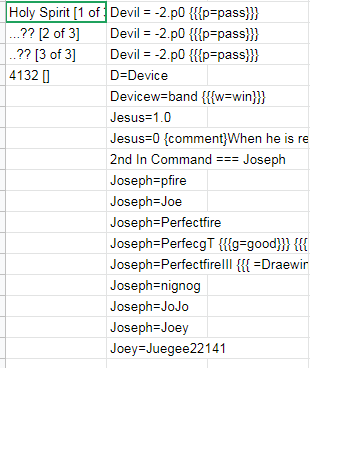 Holy Spirit [1 of 3 Devil = -2.p0 {{{p=pass}}}
...?? [2 of 3] Devil = -2.p0 {{{p=pass}}}
..?? [3 of 3] Devil = -2.p0 {{{p=pass}}}
4132 [] D=Device
Devicew=band {{{w=win}}}
Jesus=1.0
Jesus=0 {comment}When he is re
2nd In Command === Joseph
Joseph=pfire
Joseph=Joe
Joseph=Perfectfire
Joseph=PerfecgT {{{g=good}}} {{{
Joseph=PerfectfireIII {{{ =Draewin
Joseph=nignog
Joseph=JoJo
Joseph=Joey
Joey=Juegee22141